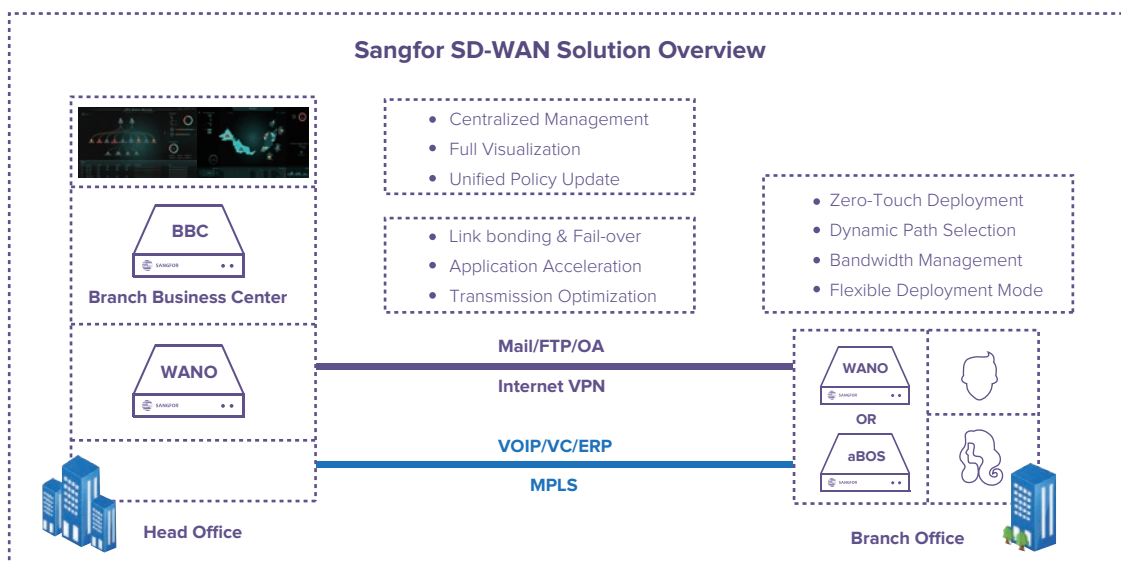 Sangfor SD-WAN Solution Overview
Centralized Management
Full Visualization
Unified Policy Update
BBC
SANGFOR
Branch Business Center
Link bonding & Fail-over
Application Acceleration
Transmission Optimization
Zero-Touch Deployment
Dynamic Path Selection
Bandwidth Management
Flexible Deployment Mode
WANO
SANGFOR
Mail/FTP/OA
Internet VPN
VOIP/VC/ERP
MPLS
WANO
SANGFOR
OR
aBOS
SANGFOR
Head Office
Branch Office